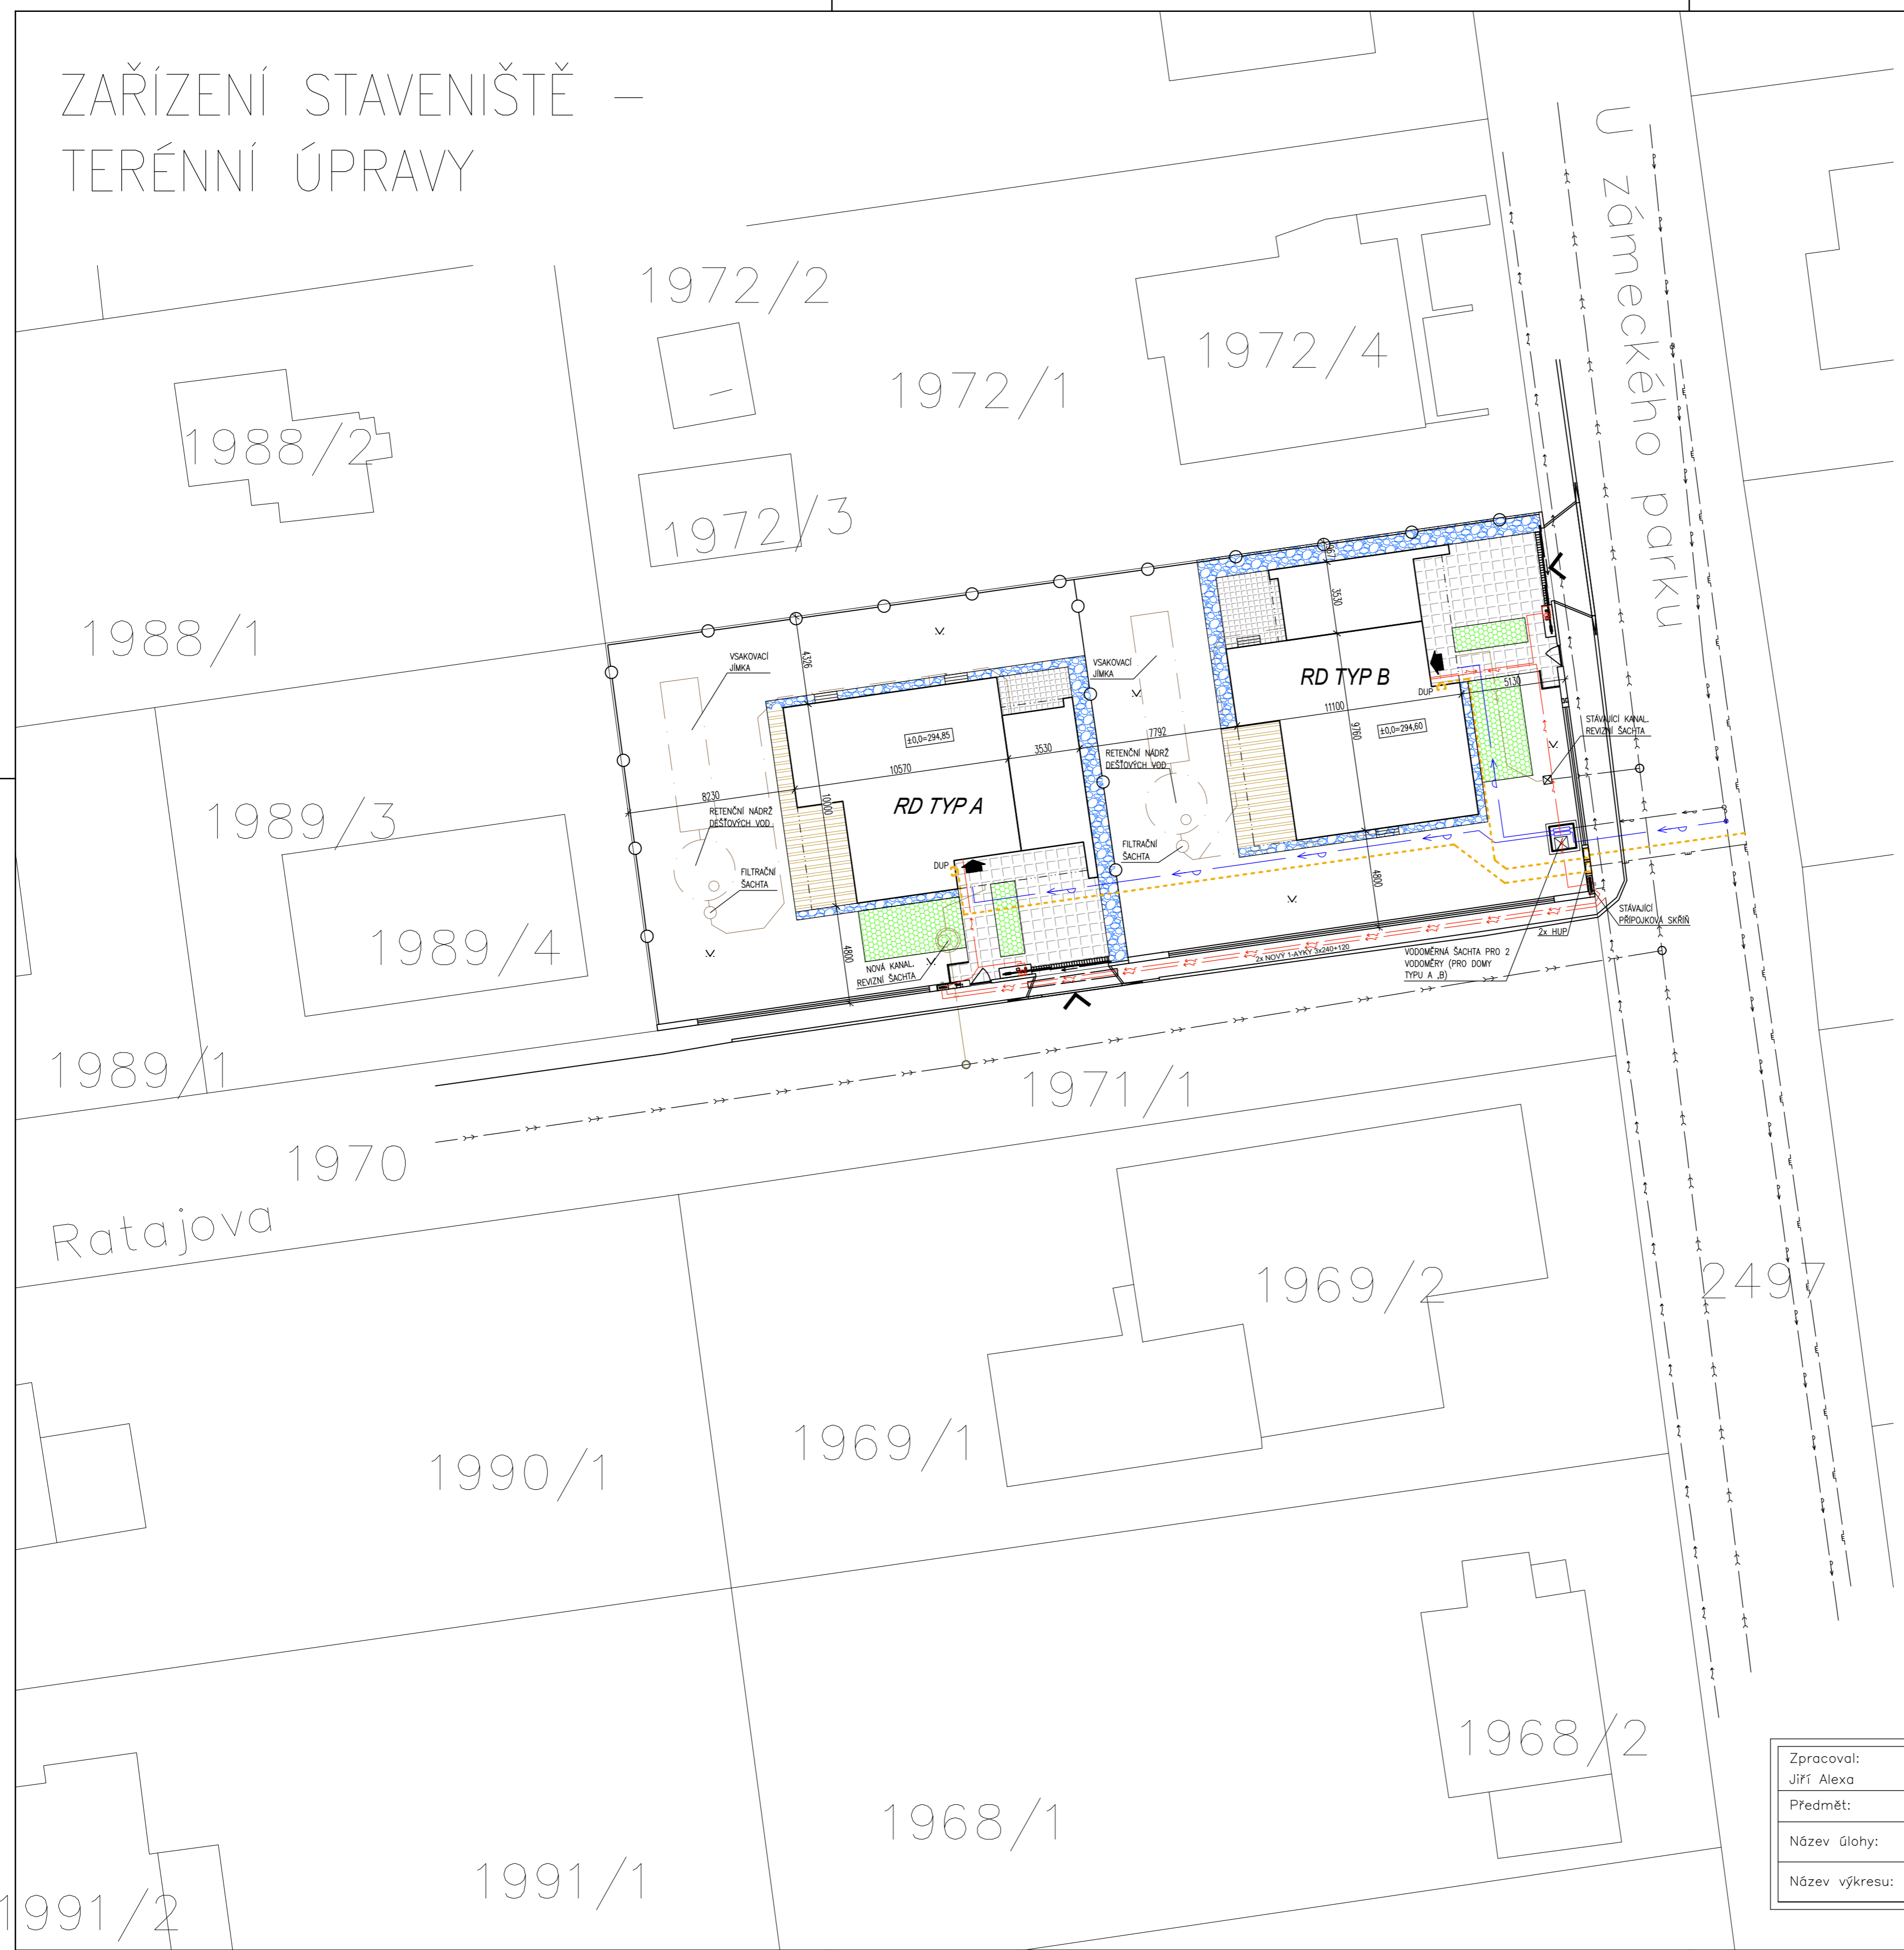 ZAŘÍZENÍ STAVENIŠTĚ –
TERÉNNÍ ÚPRAVY
U zámeckého parku
1972/2
1972/4
1972/1
1988/2
1972/3
1988/1
VSAKOVACÍ
JÍMKA
4326
VSAKOVACÍ
JÍMKA
3530
RD TYP B
DUP
5130
11100
9760
±0,0=294,60
STÁVAJÍCÍ KANAL.
REVIZNÍ ŠACHTA
±0,0=294,85
7792
3530
RETENČNÍ NÁDRŽ
DEŠŤOVÝCH VOD
10570
8230
10000
RD TYP A
RETENČNÍ NÁDRŽ
DEŠŤOVÝCH VOD
1989/3
FILTRAČNÍ
ŠACHTA
DUP
FILTRAČNÍ
ŠACHTA
4800
1989/4
4800
NOVÁ KANAL.
REVIZNÍ ŠACHTA
STÁVAJÍCÍ
PŘÍPOJKOVÁ SKŘÍŇ
2x HUP
2x NOVÝ 1-AYKY 3x240+120
VODOMĚRNÁ ŠACHTA PRO 2
VODOMĚRY (PRO DOMY
TYPU A ,B)
1989/1
1971/1
1970
Ratajova
1969/2
2497
1969/1
1990/1
1968/2
1968/1
1991/1
1991/2
Zpracoval:
Jiří Alexa
Předmět:
Název úlohy:
Název výkresu: